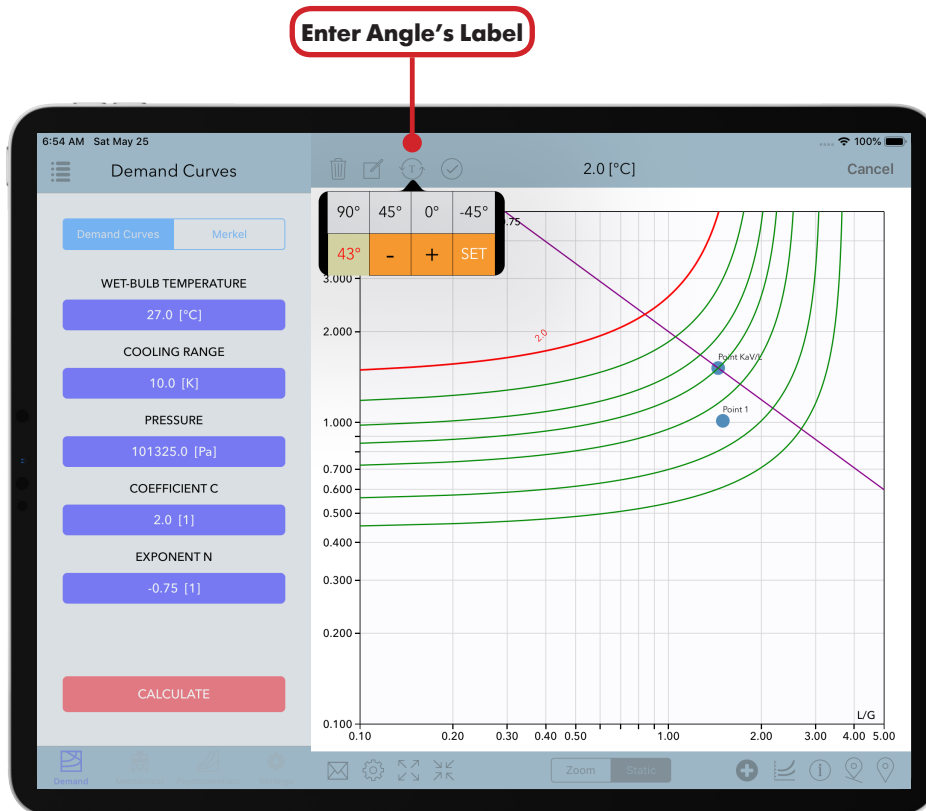 Enter Angle's Label
6:54 AM Sat May 25
100%
Demand Curves
T
2.0 [°C]
Cancel
90° 45° 0° -45°
43° - + SET
.75
Demand Curves Merkel
WET-BULB TEMPERATURE
27.0 [°C]
COOLING RANGE
10.0 [K]
PRESSURE
101325.0 [Pa]
COEFFICIENT C
2.0 [1]
EXPONENT N
-0.75 [1]
CALCULATE
Demand
3.000
2.000
1.000
0.700
0.600
0.500
0.400
0.300
0.200
0.100
2.0
Point KaV/L
Point 1
L/G
0.10 0.20 0.30 0.40 0.50 1.00 2.00 3.00 4.00 5.00
Zoom Static